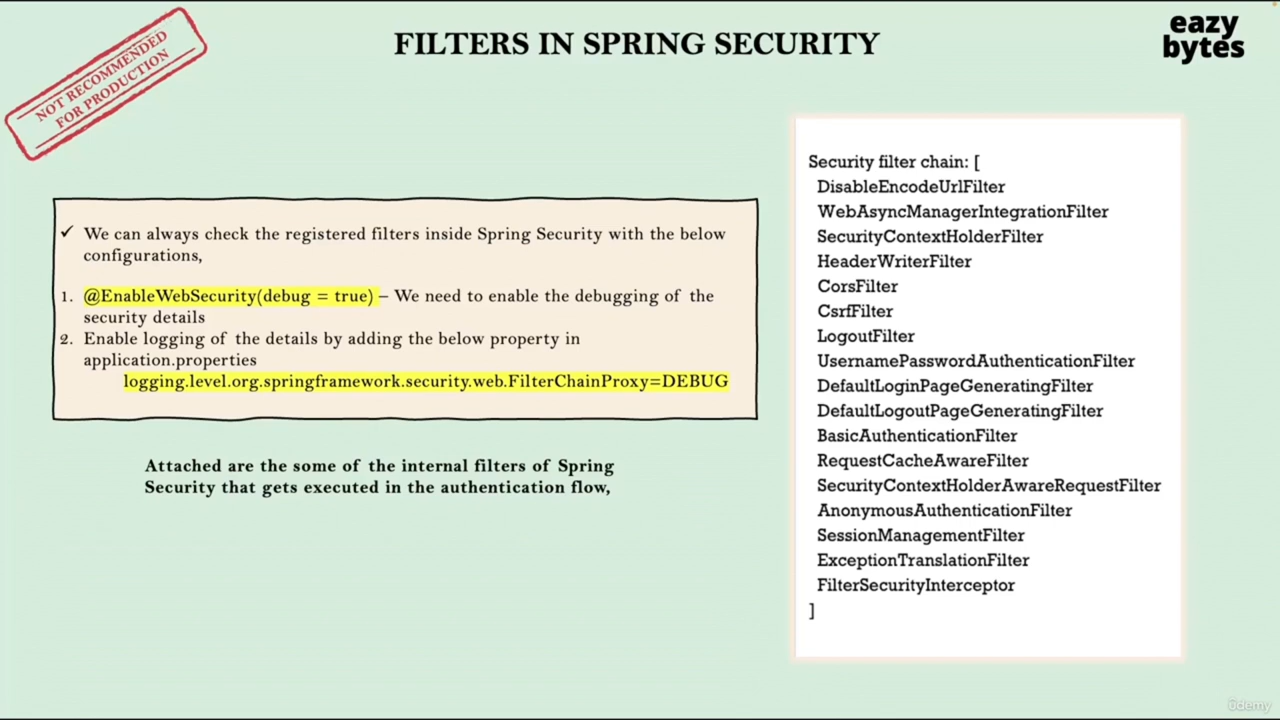 NOT RECOMMENDED
FOR PRODUCTION
FILTERS IN SPRING SECURITY
eazy
bytes
✓ We can always check the registered filters inside Spring Security with the below
configurations,
1. @EnableWebSecurity(debug = true) – We need to enable the debugging of the
security details
2. Enable logging of the details by adding the below property in
application.properties
logging.level.org.springframework.security.web.FilterChainProxy=DEBUG
Attached are the some of the internal filters of Spring
Security that gets executed in the authentication flow,
Security filter chain: [
DisableEncodeUrlFilter
WebAsyncManagerIntegrationFilter
SecurityContextHolderFilter
HeaderWriterFilter
CorsFilter
CsrfFilter
LogoutFilter
UsernamePasswordAuthenticationFilter
DefaultLoginPageGeneratingFilter
DefaultLogoutPageGeneratingFilter
BasicAuthenticationFilter
RequestCacheAwareFilter
SecurityContextHolderAwareRequestFilter
AnonymousAuthenticationFilter
SessionManagementFilter
ExceptionTranslationFilter
FilterSecurityInterceptor
]
ûdemy